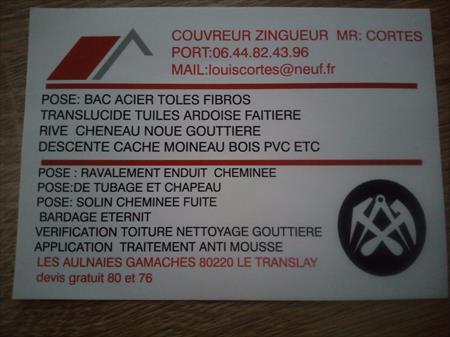 COUVREUR ZINGUEUR MR: CORTES
PORT:06.44.82.43.96
MAIL:louiscortes@neuf.fr
POSE: BAC ACIER TOLES FIBROS
TRANSLUCIDE TUILES ARDOISE FAITIERE
RIVE CHENEAU NOUE GOUTTIERE
DESCENTE CACHE MOINEAU BOIS PVC ETC
POSE : RAVALEMENT ENDUIT CHEMINEE
POSE:DE TUBAGE ET CHAPEAU
POSE: SOLIN CHEMINEE FUITE
BARDAGE ETERNIT
VERIFICATION TOITURE NETTOYAGE GOUTTIERE
APPLICATION TRAITEMENT ANTI MOUSSE
LES AULNAIES GAMACHES 80220 LE TRANSLAY
devis gratuit 80 et 76